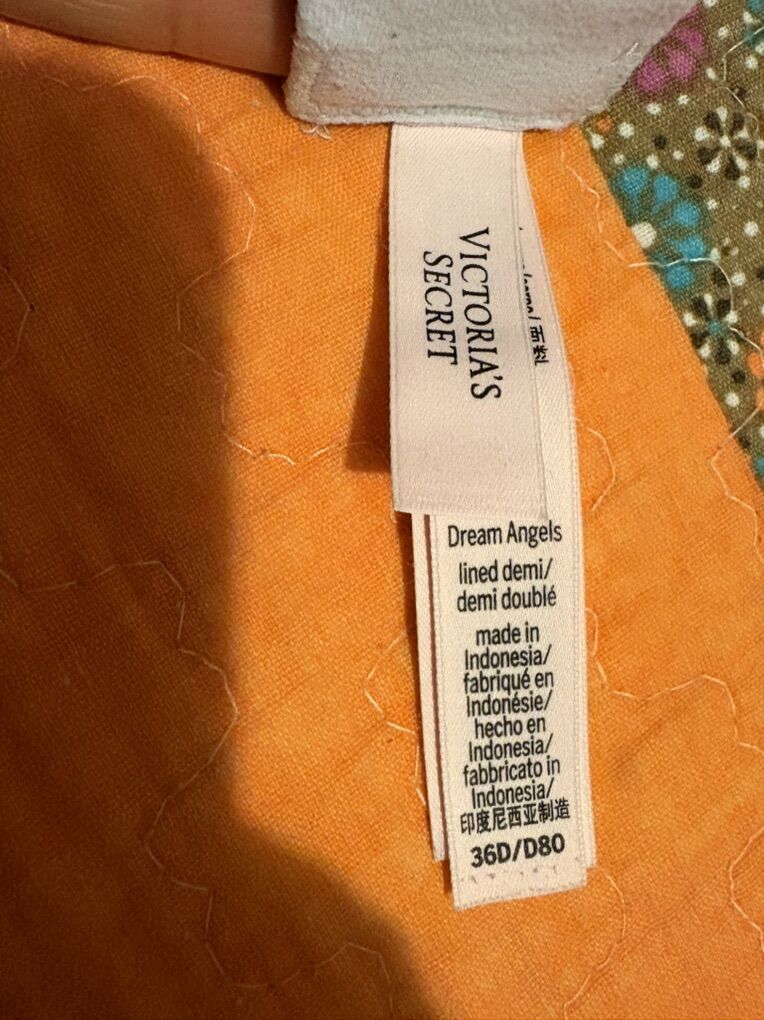 VICTORIA'S
SECRET
面料
Dream Angels
lined demi/
demi doublé
made in
Indonesia/
fabriqué en
Indonésie/
hecho en
Indonesia/
fabbricato in
Indonesia/
印度尼西亚制造
36D/D80